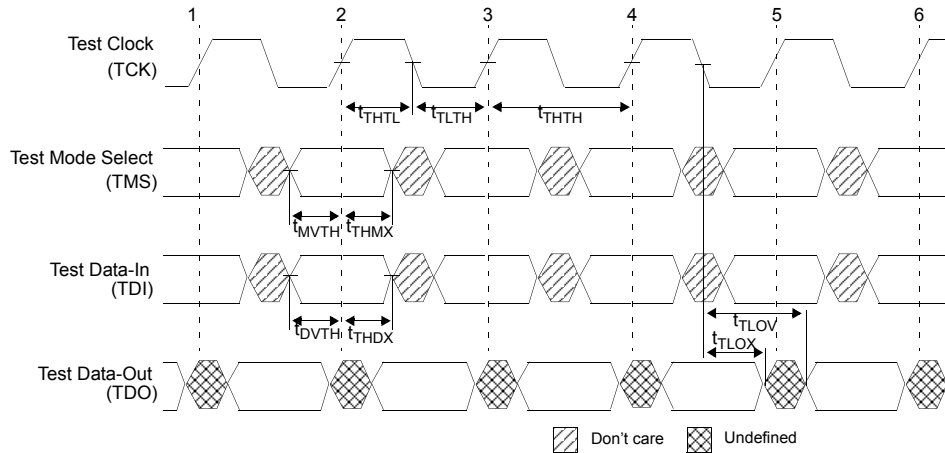 1 2 3 4 5 6
Test Clock
(TCK)
tTHTL tTLTH tTHTH
Test Mode Select
(TMS)
tMVTH tTHMX
Test Data-In
(TDI)
tDVTH tTHDX
tTLOV
tTLOX
Test Data-Out
(TDO)
Don't care Undefined